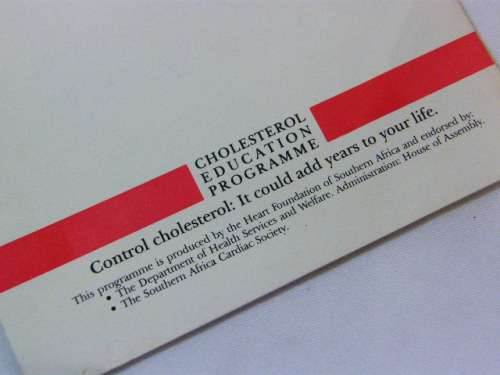 CHOLESTEROL
EDUCATION
PROGRAMME
Control cholesterol: It could add years to your life.
This programme is produced by the Heart Foundation of Southern Africa and endorsed by:
• The Department of Health Services and Welfare. Administration: House of Assembly.
• The Southern Africa Cardiac Society.